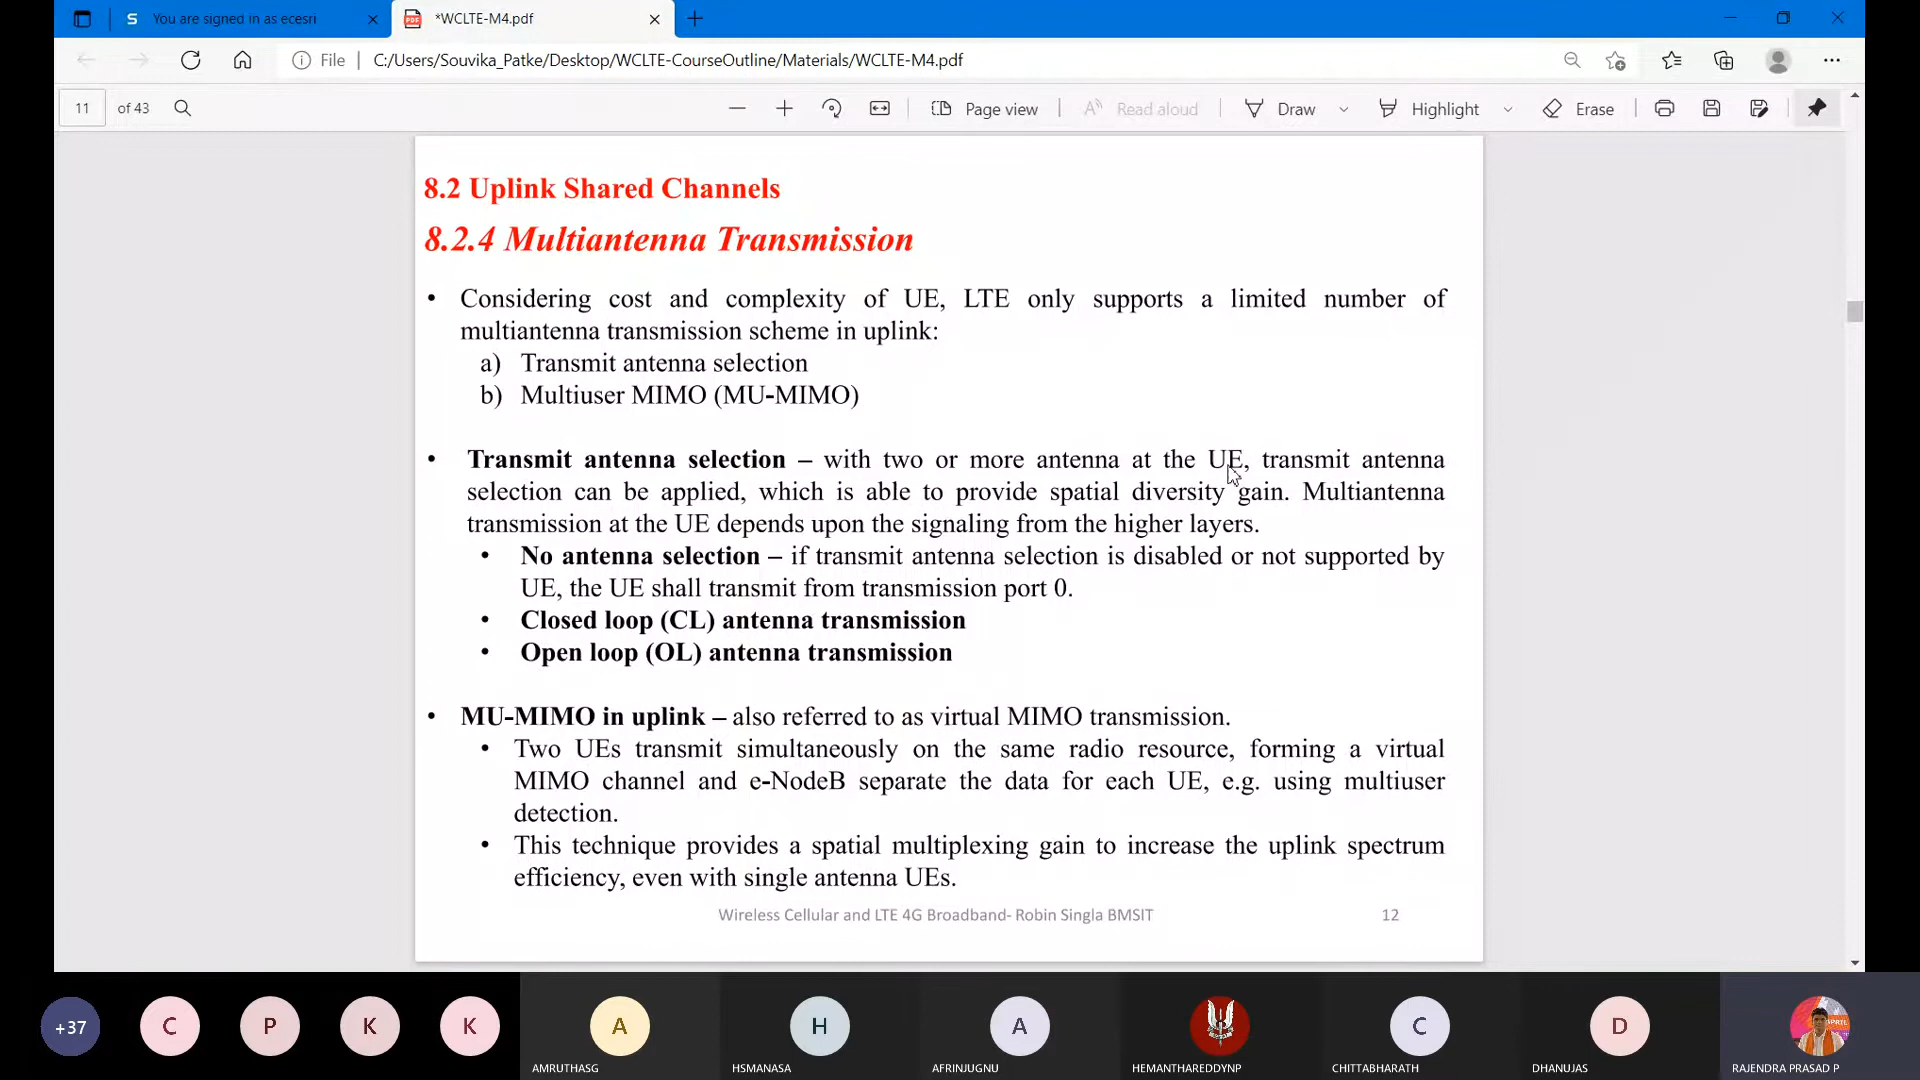 You are signed in as ecesri
*WCLTE-M4.pdf
File C:/Users/Souvika_Patke/Desktop/WCLTE-CourseOutline/Materials/WCLTE-M4.pdf
11 of 43 Page view Read aloud Draw Highlight Erase
8.2 Uplink Shared Channels
8.2.4 Multiantenna Transmission
• Considering cost and complexity of UE, LTE only supports a limited number of
multiantenna transmission scheme in uplink:
a) Transmit antenna selection
b) Multiuser MIMO (MU-MIMO)
• Transmit antenna selection – with two or more antenna at the UE, transmit antenna
selection can be applied, which is able to provide spatial diversity gain. Multiantenna
transmission at the UE depends upon the signaling from the higher layers.
• No antenna selection – if transmit antenna selection is disabled or not supported by
UE, the UE shall transmit from transmission port 0.
• Closed loop (CL) antenna transmission
• Open loop (OL) antenna transmission
• MU-MIMO in uplink – also referred to as virtual MIMO transmission.
• Two UEs transmit simultaneously on the same radio resource, forming a virtual
MIMO channel and e-NodeB separate the data for each UE, e.g. using multiuser
detection.
• This technique provides a spatial multiplexing gain to increase the uplink spectrum
efficiency, even with single antenna UEs.
Wireless Cellular and LTE 4G Broadband- Robin Singla BMSIT 12
+37 C P K K A H A C D
AMRUTHASG HSMANASA AFRINJUGNU HEMANTHAREDDYNP CHITTABHARATH DHANUJAS RAJENDRA PRASAD P